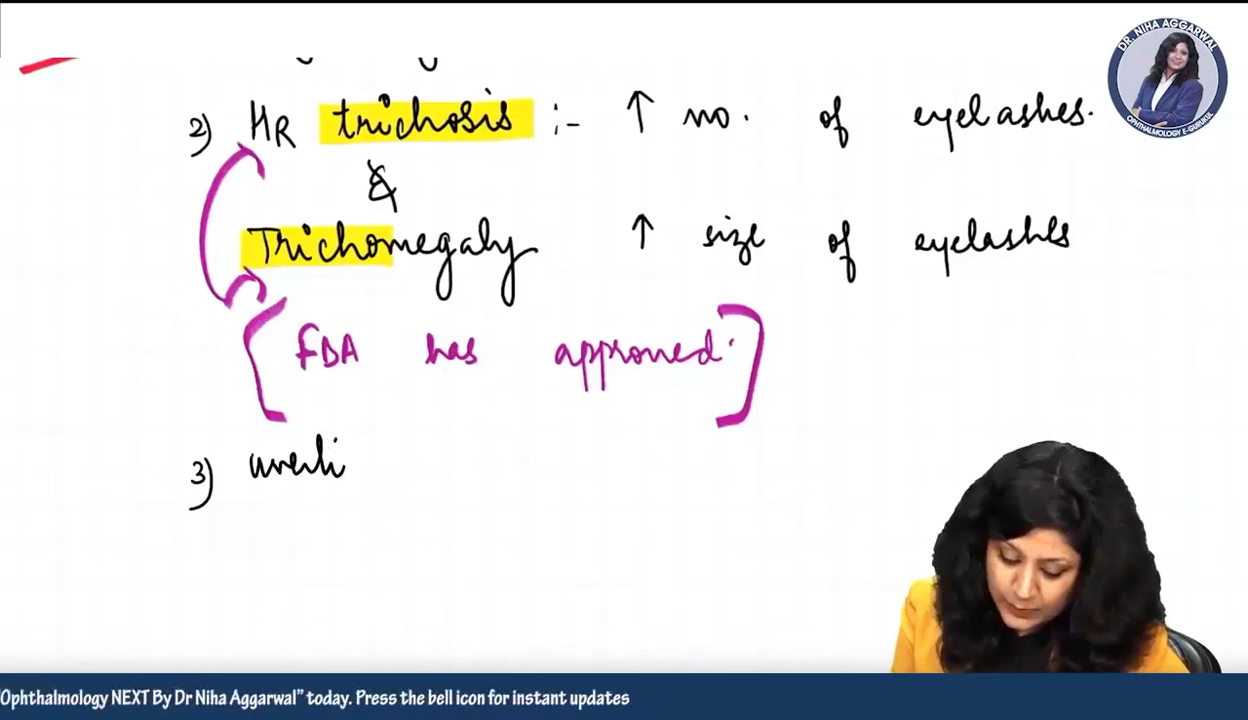 DR. NIHA AGGARWAL
OPHTHALMOLOGY E-GURUKUL
2) HR trichosis :- ↑ no. of eyelashes.
&
Trichomegaly ↑ size of eyelashes
[ FDA has approved. ]
3) uveiti
"Ophthalmology NEXT By Dr Niha Aggarwal" today. Press the bell icon for instant updates